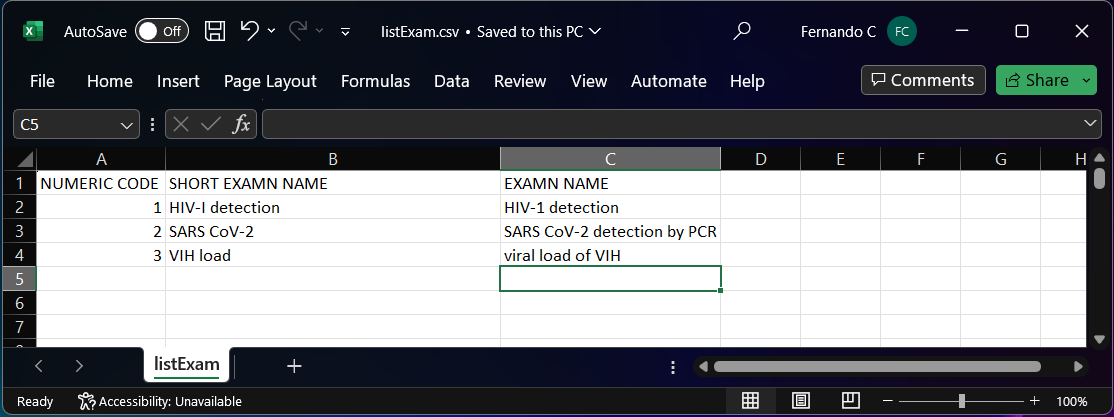 AutoSave Off listExam.csv • Saved to this PC Fernando C FC
File Home Insert Page Layout Formulas Data Review View Automate Help Comments Share
C5 fx
A B C D E F G H
1 NUMERIC CODE SHORT EXAMN NAME EXAMN NAME
2 1 HIV-I detection HIV-1 detection
3 2 SARS CoV-2 SARS CoV-2 detection by PCR
4 3 VIH load viral load of VIH
5
6
7
listExam
Ready Accessibility: Unavailable 100%